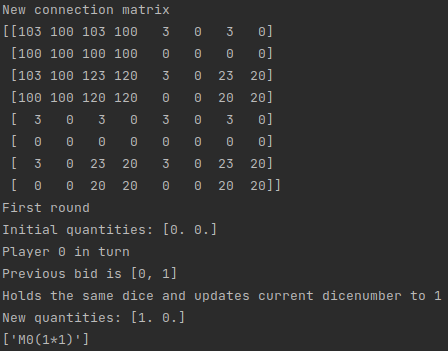 New connection matrix
[[103 100 103 100   3   0   3   0]
 [100 100 100 100   0   0   0   0]
 [103 100 123 120   3   0  23  20]
 [100 100 120 120   0   0  20  20]
 [  3   0   3   0   3   0   3   0]
 [  0   0   0   0   0   0   0   0]
 [  3   0  23  20   3   0  23  20]
 [  0   0  20  20   0   0  20  20]]
First round
Initial quantities: [0. 0.]
Player 0 in turn
Previous bid is [0, 1]
Holds the same dice and updates current dicenumber to 1
New quantities: [1. 0.]
['M0(1*1)']